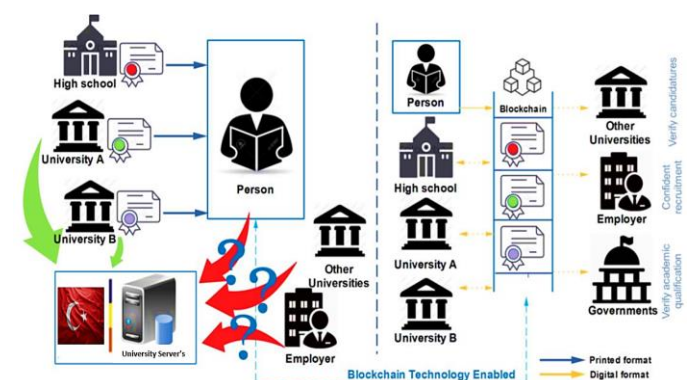 High school
University A
University B
Person
University Server's
Other
Universities
Employer
?
?
?
Person
Blockchain
High school
University A
University B
Other
Universities
Employer
Governments
Verify candidatures
Confident
recruitment
Verify academic
qualification
Blockchain Technology Enabled
Printed format
Digital format